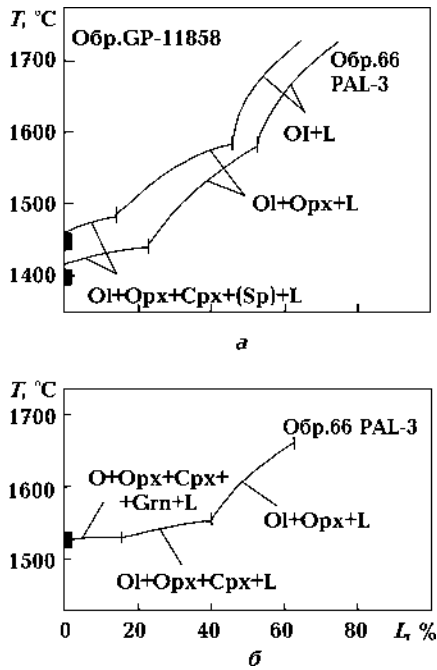 T, °C
Обр.GP-11858
1700
Обр.66
PAL-3
1600
Ol+L
1500
Ol+Opx+L
1400
Ol+Opx+Cpx+(Sp)+L
а
T, °C
1700
Обр.66 PAL-3
O+Opx+Cpx+
+Grn+L
1600
Ol+Opx+L
1500
Ol+Opx+Cpx+L
0 20 40 60 80 L, %
б